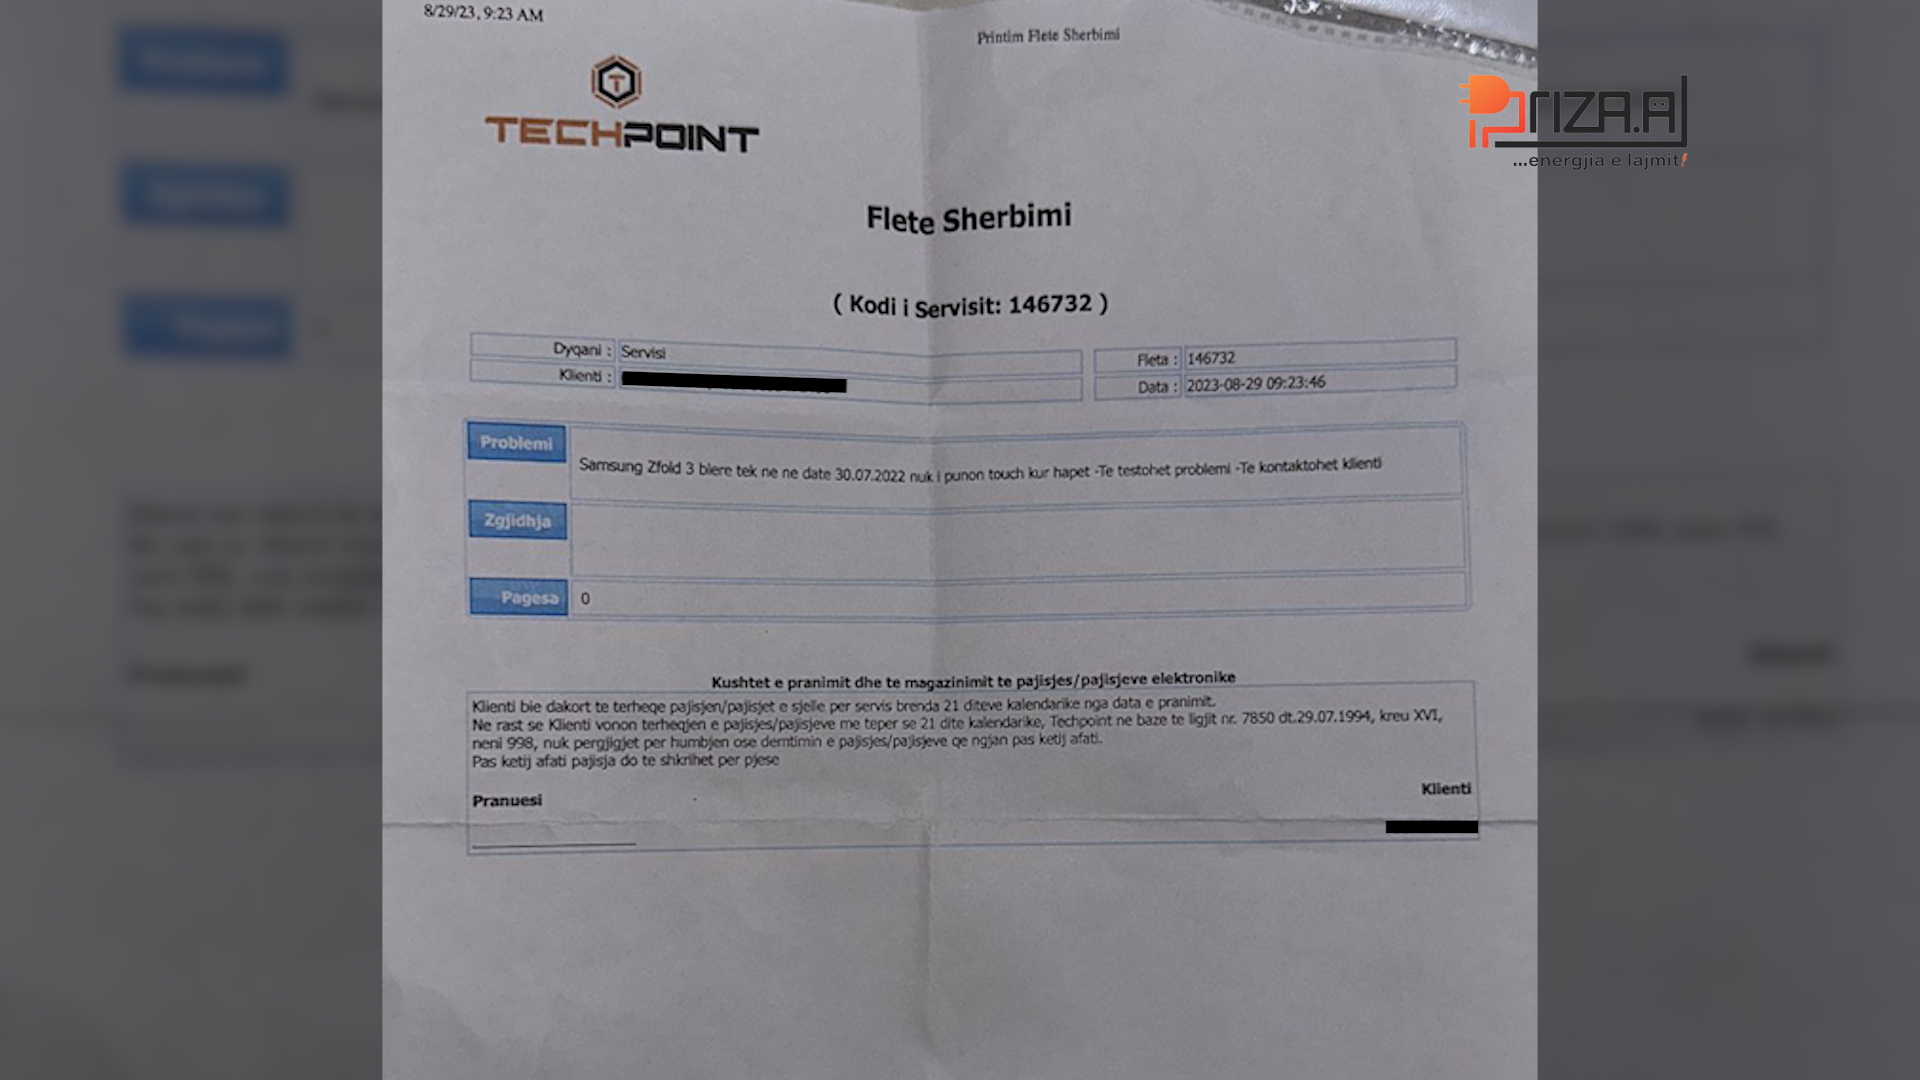 8/29/23, 9:23 AM
Printim Flete Sherbimi
PRIZA.Al
...energjia e lajmit
TECHPOINT
Flete Sherbimi
( Kodi i Servisit: 146732 )
Dyqani : Servisi
Klienti :
Fleta : 146732
Data : 2023-08-29 09:23:46
Problemi
Samsung Zfold 3 blere tek ne ne date 30.07.2022 nuk i punon touch kur hapet -Te testohet problemi -Te kontaktohet klienti
Zgjidhja
Pagesa 0
Kushtet e pranimit dhe te magazinimit te pajisjes/pajisjeve elektronike
Klienti bie dakort te terheqe pajisjen/pajisjet e sjelle per servis brenda 21 diteve kalendarike nga data e pranimit.
Ne rast se Klienti vonon terheqjen e pajisjes/pajisjeve me teper se 21 dite kalendarike, Techpoint ne baze te ligjit nr. 7850 dt.29.07.1994, kreu XVI,
neni 998, nuk pergjigjet per humbjen ose demtimin e pajisjes/pajisjeve qe ngjan pas ketij afati.
Pas ketij afati pajisja do te shkrihet per pjese
Pranuesi
Klienti